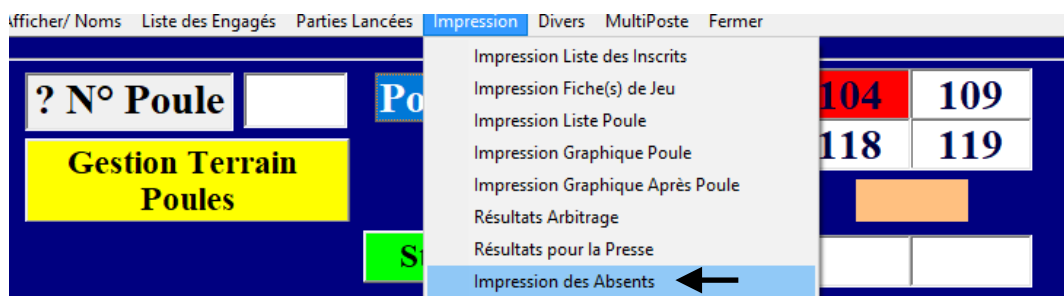 Afficher/ Noms Liste des Engagés Parties Lancées Impression Divers MultiPoste Fermer
Impression Liste des Inscrits
Impression Fiche(s) de Jeu
Impression Liste Poule
Impression Graphique Poule
Impression Graphique Après Poule
Résultats Arbitrage
Résultats pour la Presse
Impression des Absents
? N° Poule
Po
104 109
118 119
Gestion Terrain
Poules